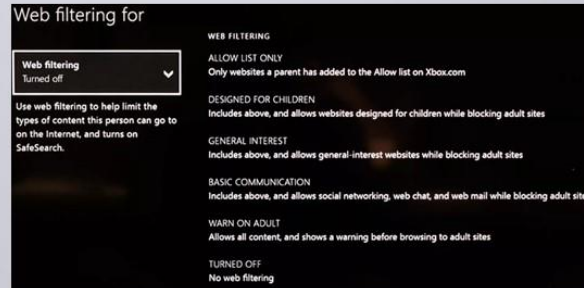 Web filtering for
Web filtering
Turned off
Use web filtering to help limit the
types of content this person can go to
on the Internet, and turns on
SafeSearch.
WEB FILTERING
ALLOW LIST ONLY
Only websites a parent has added to the Allow list on Xbox.com
DESIGNED FOR CHILDREN
Includes above, and allows websites designed for children while blocking adult sites
GENERAL INTEREST
Includes above, and allows general-interest websites while blocking adult sites
BASIC COMMUNICATION
Includes above, and allows social networking, web chat, and web mail while blocking adult
WARN ON ADULT
Allows all content, and shows a warning before browsing to adult sites
TURNED OFF
No web filtering